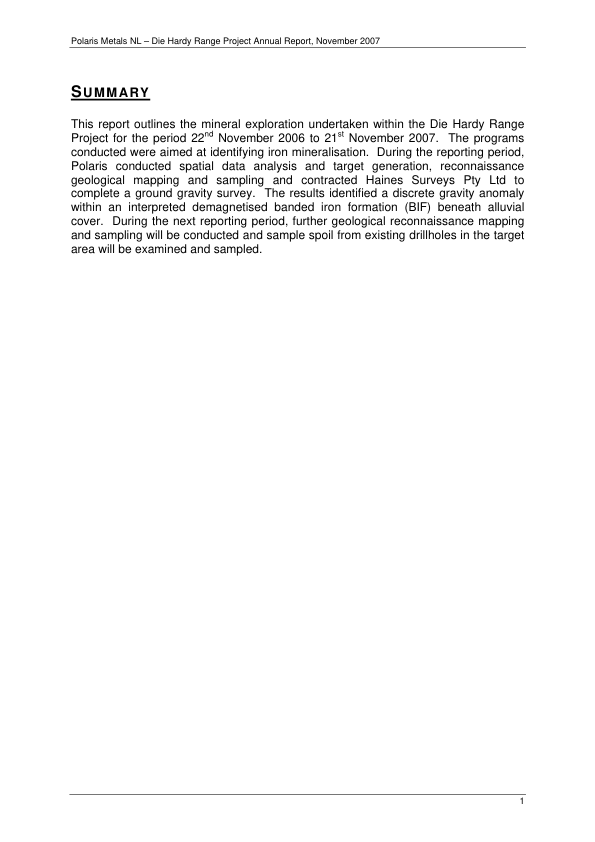 Polaris Metals NL – Die Hardy Range Project Annual Report, November 2007
SUMMARY
This report outlines the mineral exploration undertaken within the Die Hardy Range
Project for the period 22nd November 2006 to 21st November 2007.  The programs
conducted were aimed at identifying iron mineralisation.  During the reporting period,
Polaris conducted spatial data analysis and target generation, reconnaissance
geological mapping and sampling and contracted Haines Surveys Pty Ltd to
complete a ground gravity survey.  The results identified a discrete gravity anomaly
within an interpreted demagnetised banded iron formation (BIF) beneath alluvial
cover.  During the next reporting period, further geological reconnaissance mapping
and sampling will be conducted and sample spoil from existing drillholes in the target
area will be examined and sampled.
1